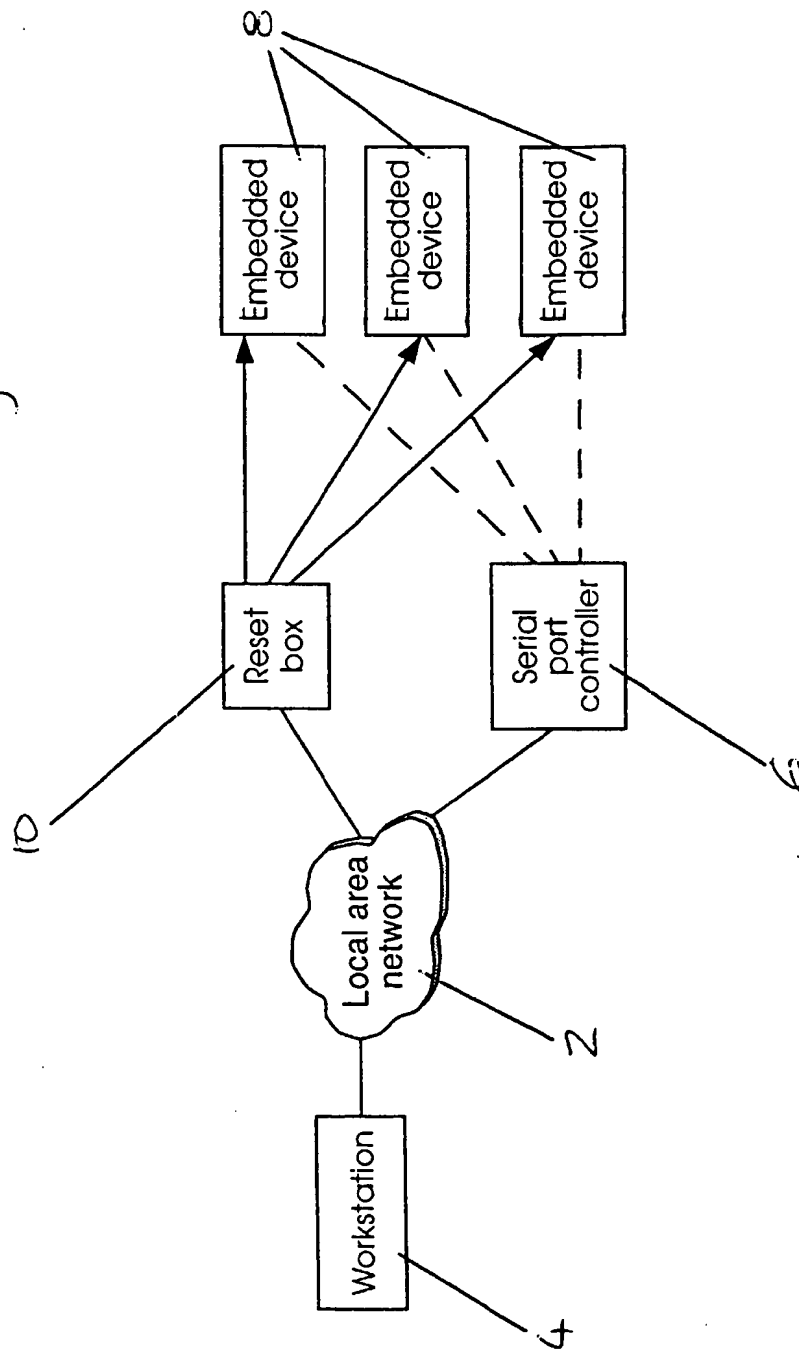 10
8
Reset
box
Embedded
device
Embedded
device
Embedded
device
Workstation
Local area
network
Serial
port
controller
4
2
6